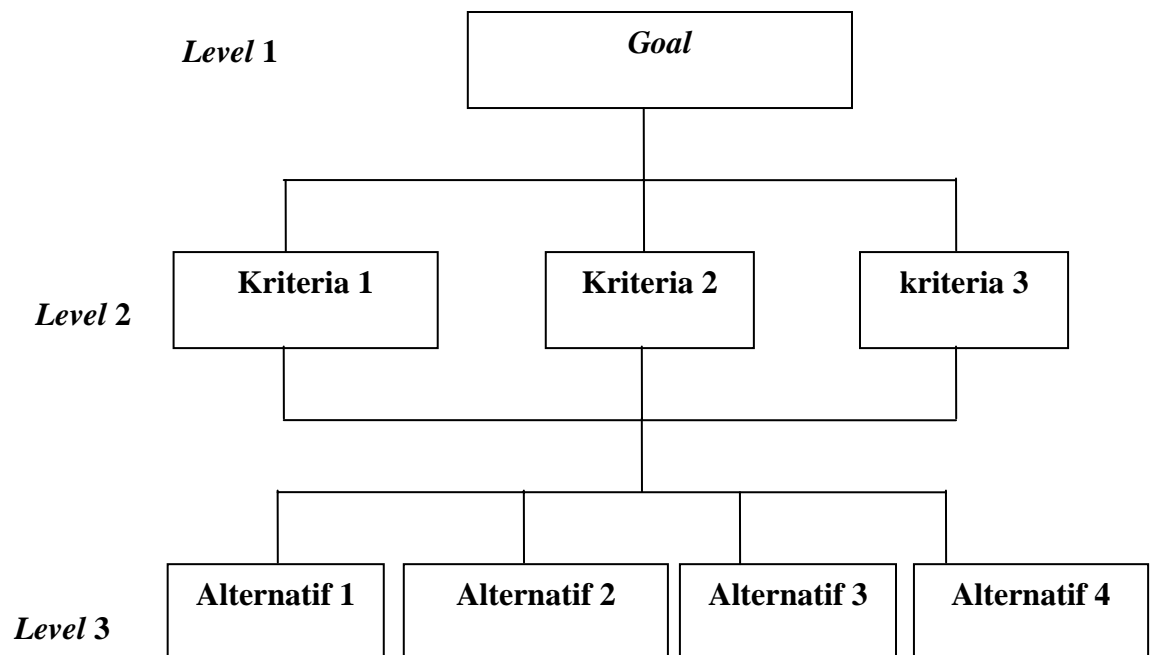 Level 1
Goal
Kriteria 1
Kriteria 2
kriteria 3
Level 2
Alternatif 1
Alternatif 2
Alternatif 3
Alternatif 4
Level 3